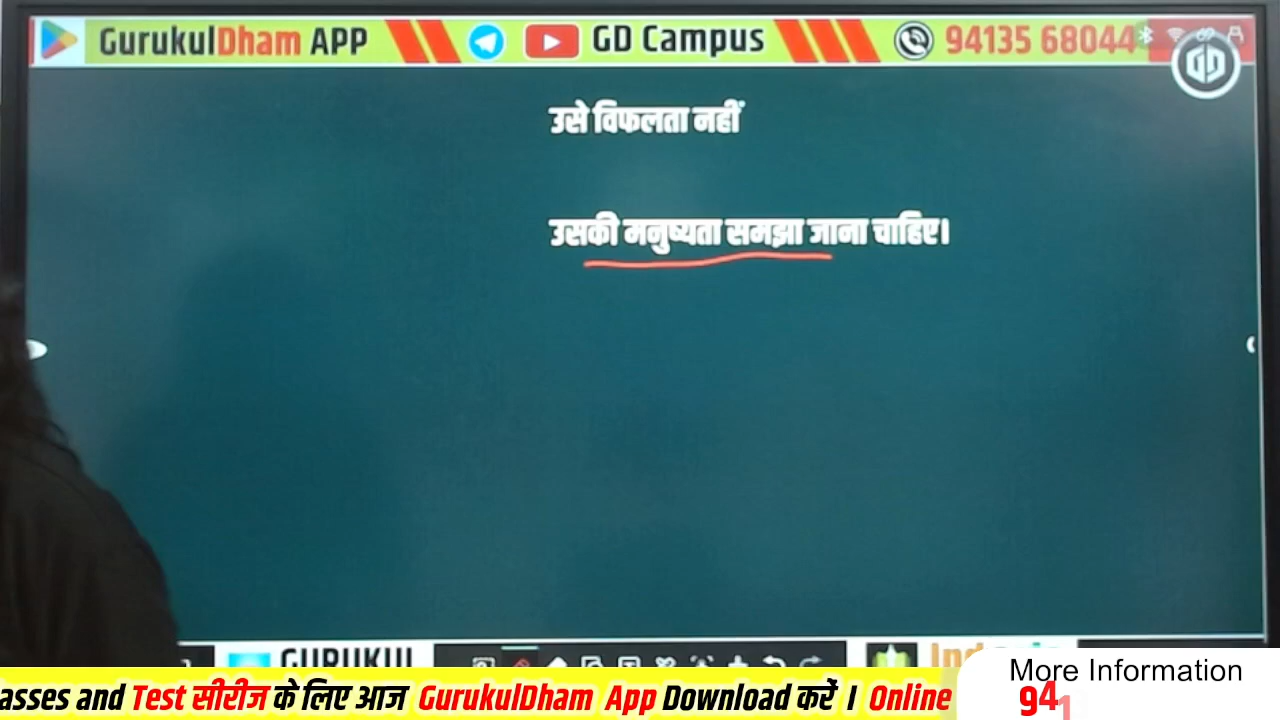 GurukulDham APP GD Campus 94135 68044
उसे विफलता नहीं
उसकी मनुष्यता समझा जाना चाहिए।
GURUKUL
asses and Test सीरीज के लिए आज GurukulDham App Download करें । Online
More Information
94